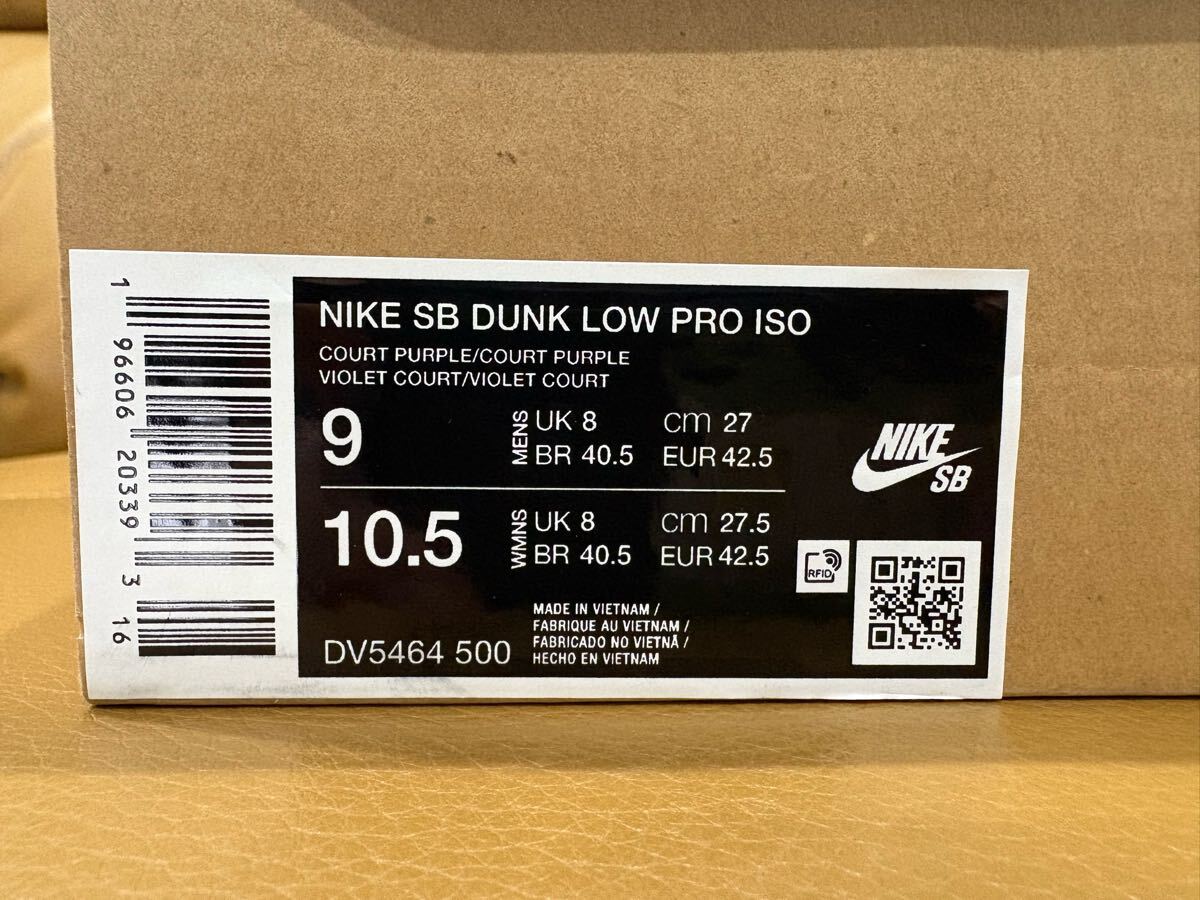 1 96606 20339 3 16
NIKE SB DUNK LOW PRO ISO
COURT PURPLE/COURT PURPLE
VIOLET COURT/VIOLET COURT
9 MENS UK 8 cm 27
BR 40.5 EUR 42.5
10.5 WMNS UK 8 cm 27.5
BR 40.5 EUR 42.5
NIKE
SB
RFID
DV5464 500
MADE IN VIETNAM /
FABRIQUE AU VIETNAM /
FABRICADO NO VIETNÃ /
HECHO EN VIETNAM